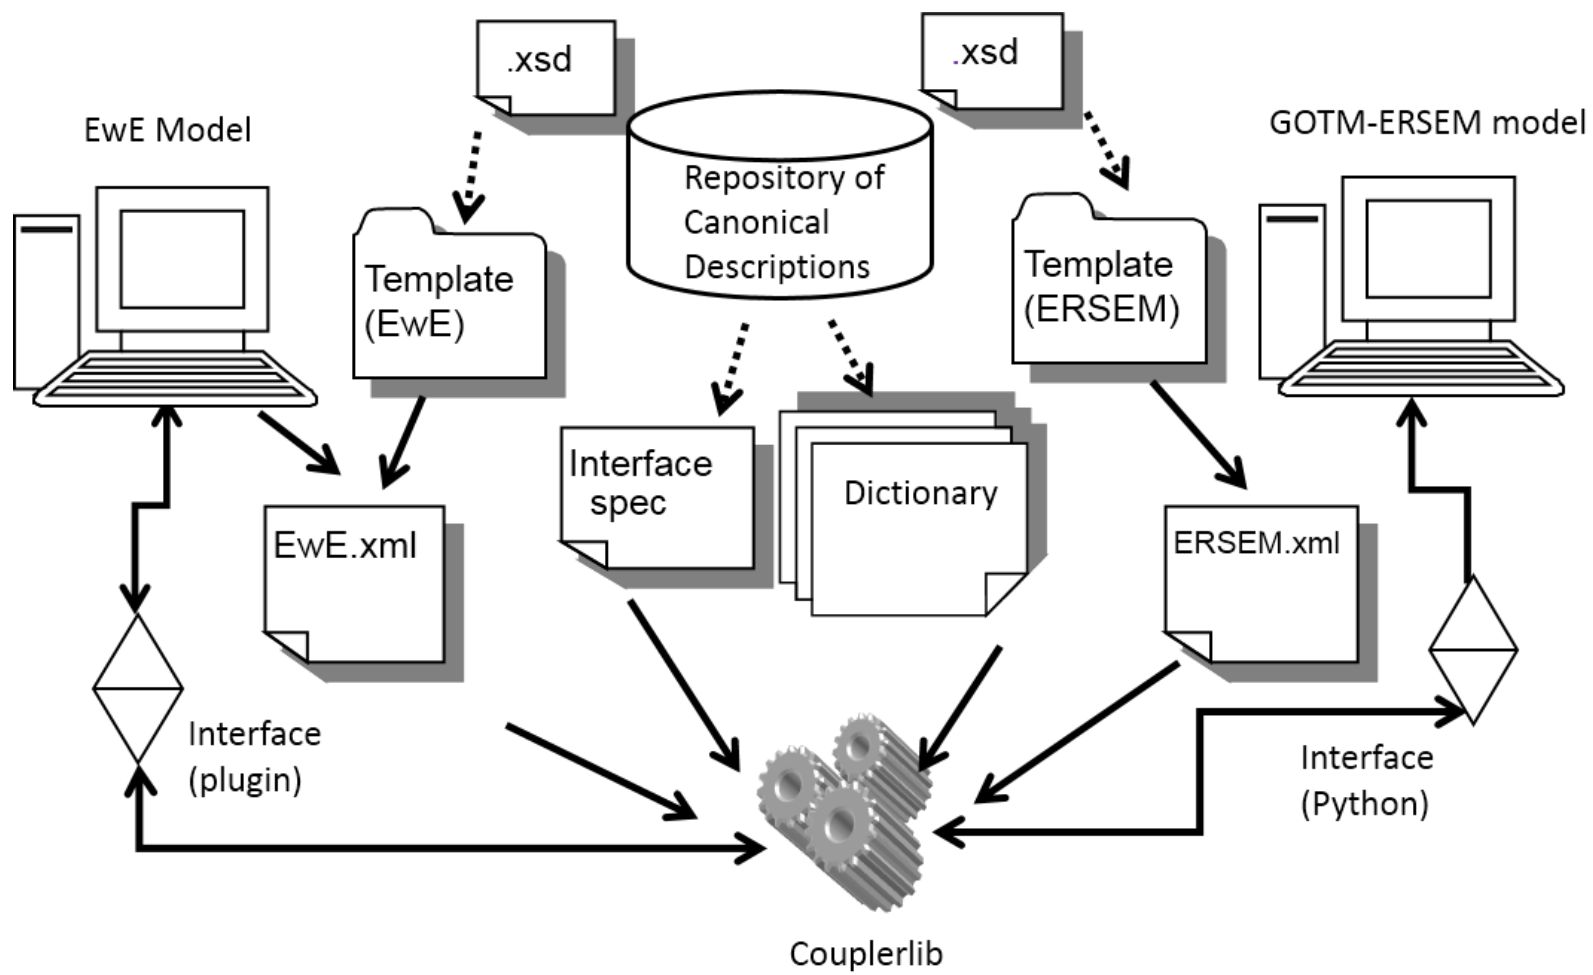 .xsd
.xsd
EwE Model
GOTM-ERSEM model
Repository of
Canonical
Descriptions
Template
(EwE)
Template
(ERSEM)
Interface
spec
Dictionary
EwE.xml
ERSEM.xml
Interface
(plugin)
Interface
(Python)
Couplerlib